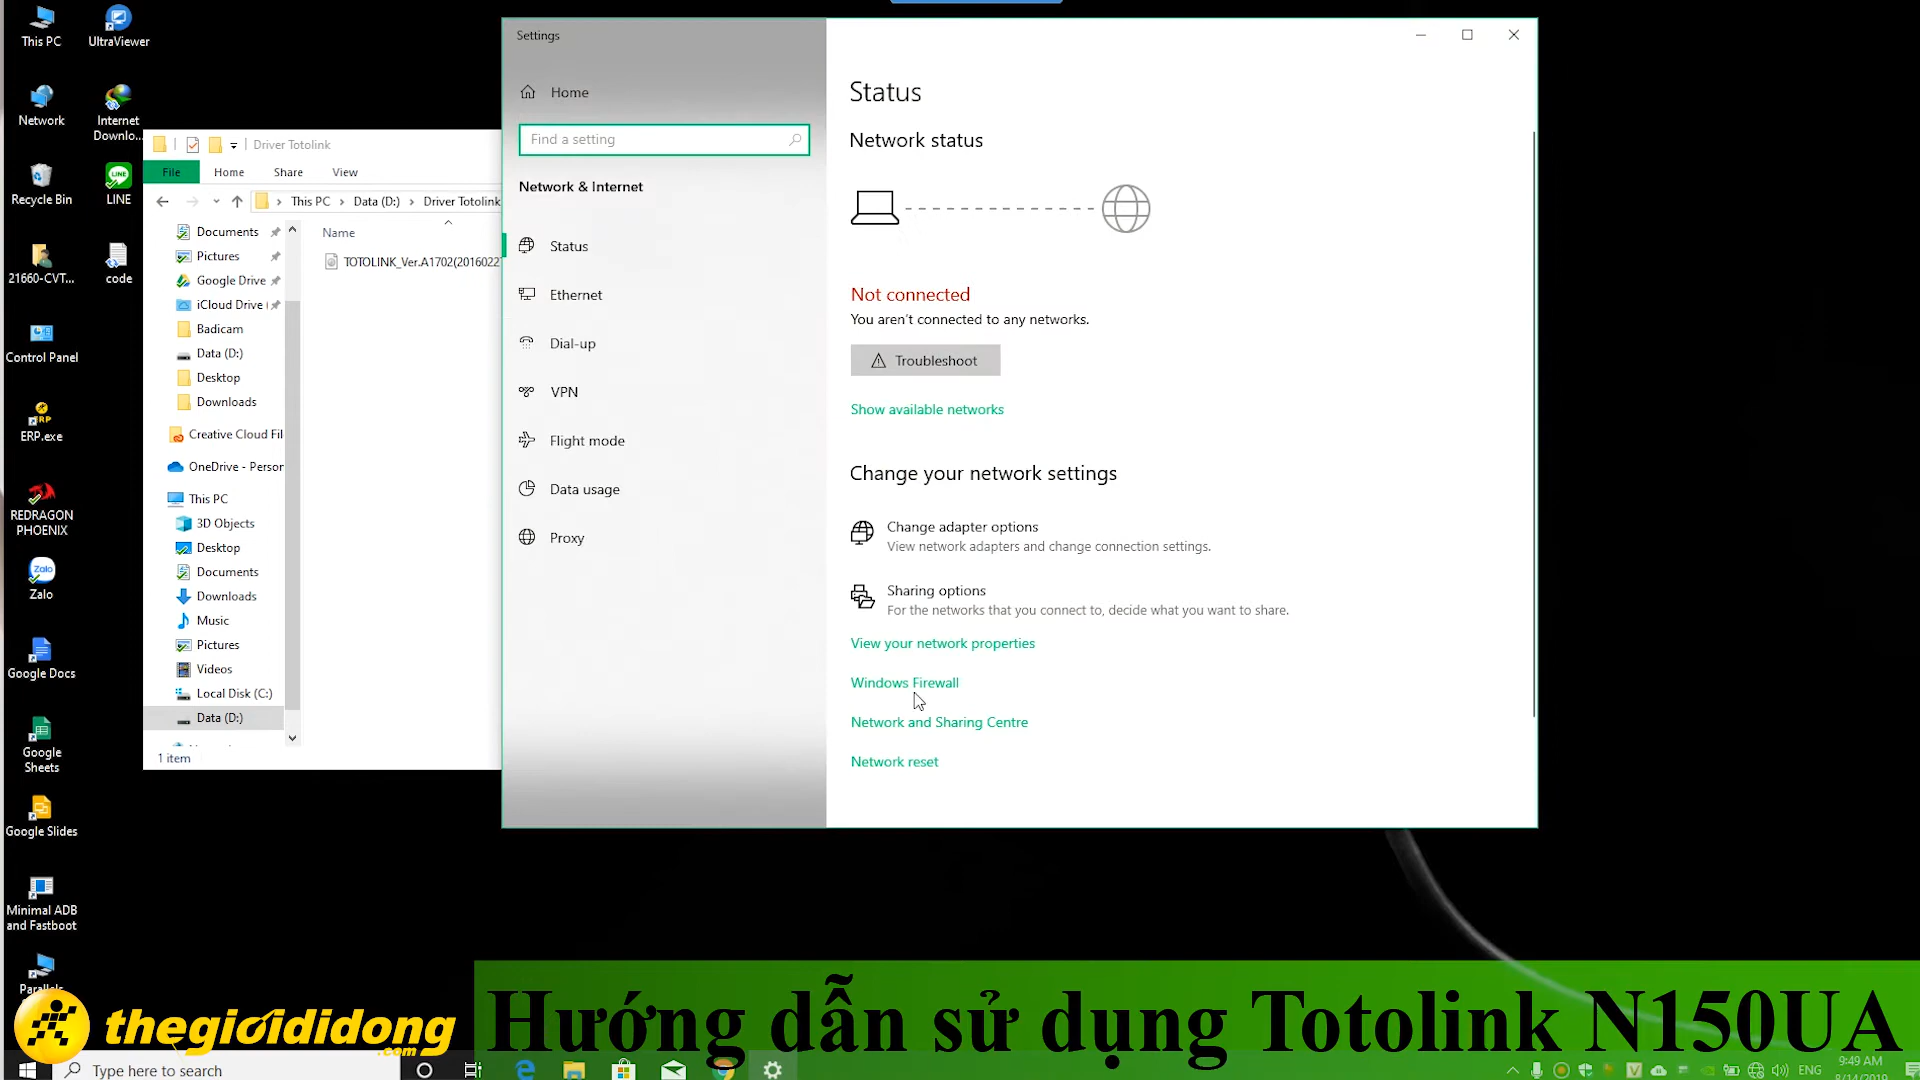 This PC
UltraViewer
Network
Internet
Downlo...
Recycle Bin
LINE
LINE
21660-CVT...
code
Control Panel
ERP
ERP.exe
REDRAGON
PHOENIX
Zalo
Zalo
Google Docs
Google
Sheets
Google Slides
Minimal ADB
and Fastboot
Parallels
Driver Totolink
File
Home
Share
View
This PC
Data (D:)
Driver Totolink
Documents
Pictures
Google Drive
iCloud Drive (
Badicam
Data (D:)
Desktop
Downloads
Creative Cloud Fil
OneDrive - Person
This PC
3D Objects
Desktop
Documents
Downloads
Music
Pictures
Videos
Local Disk (C:)
Data (D:)
1 item
Name
TOTOLINK_Ver.A1702(2016022
Settings
Home
Find a setting
Network & Internet
Status
Ethernet
Dial-up
VPN
Flight mode
Data usage
Proxy
Status
Network status
Not connected
You aren't connected to any networks.
Troubleshoot
Show available networks
Change your network settings
Change adapter options
View network adapters and change connection settings.
Sharing options
For the networks that you connect to, decide what you want to share.
View your network properties
Windows Firewall
Network and Sharing Centre
Network reset
thegioididong
.com
Hướng dẫn sử dụng Totolink N150UA
Type here to search
ENG
9:49 AM
8/14/2019